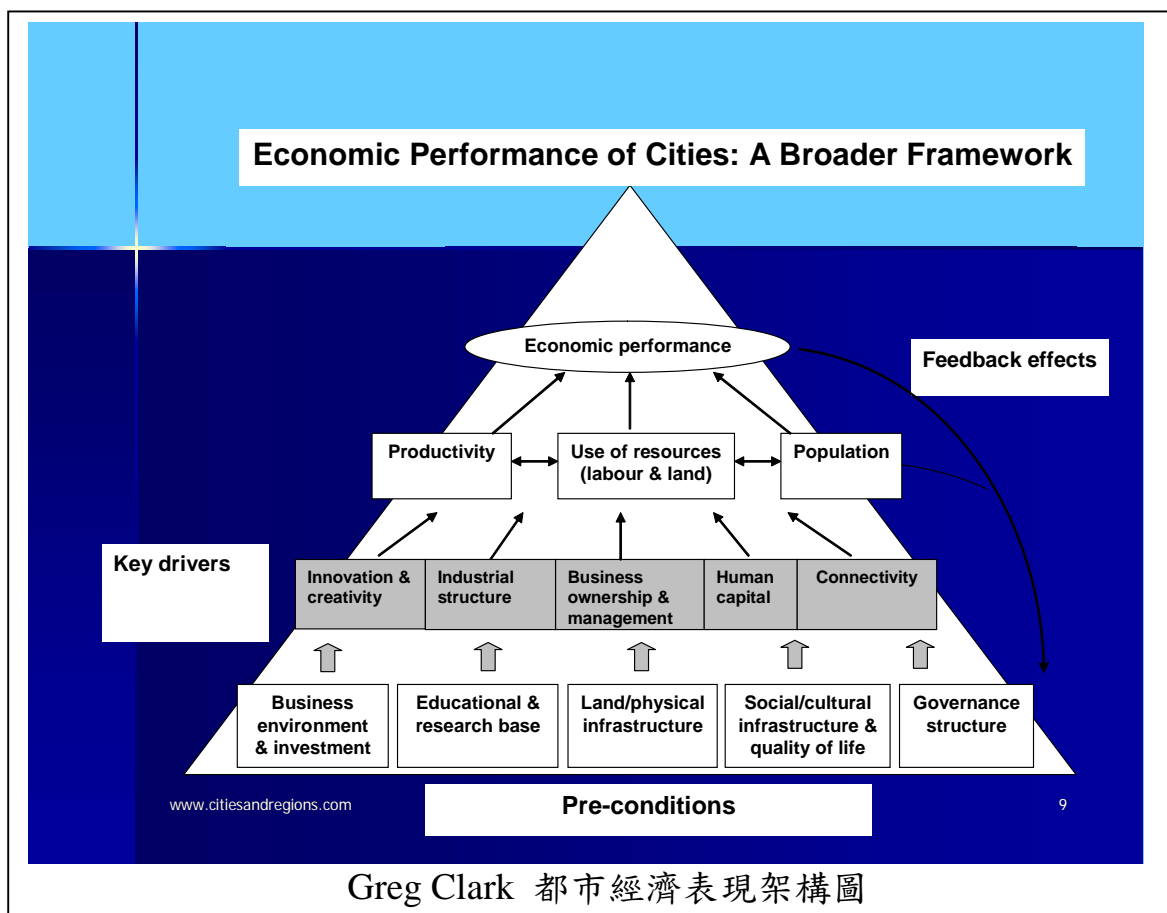 Economic Performance of Cities: A Broader Framework
Economic performance
Feedback effects
Productivity
Use of resources
(labour & land)
Population
Key drivers
Innovation &
creativity
Industrial
structure
Business
ownership &
management
Human
capital
Connectivity
Business
environment
& investment
Educational &
research base
Land/physical
infrastructure
Social/cultural
infrastructure &
quality of life
Governance
structure
www.citiesandregions.com
Pre-conditions
9
Greg Clark 都市經濟表現架構圖